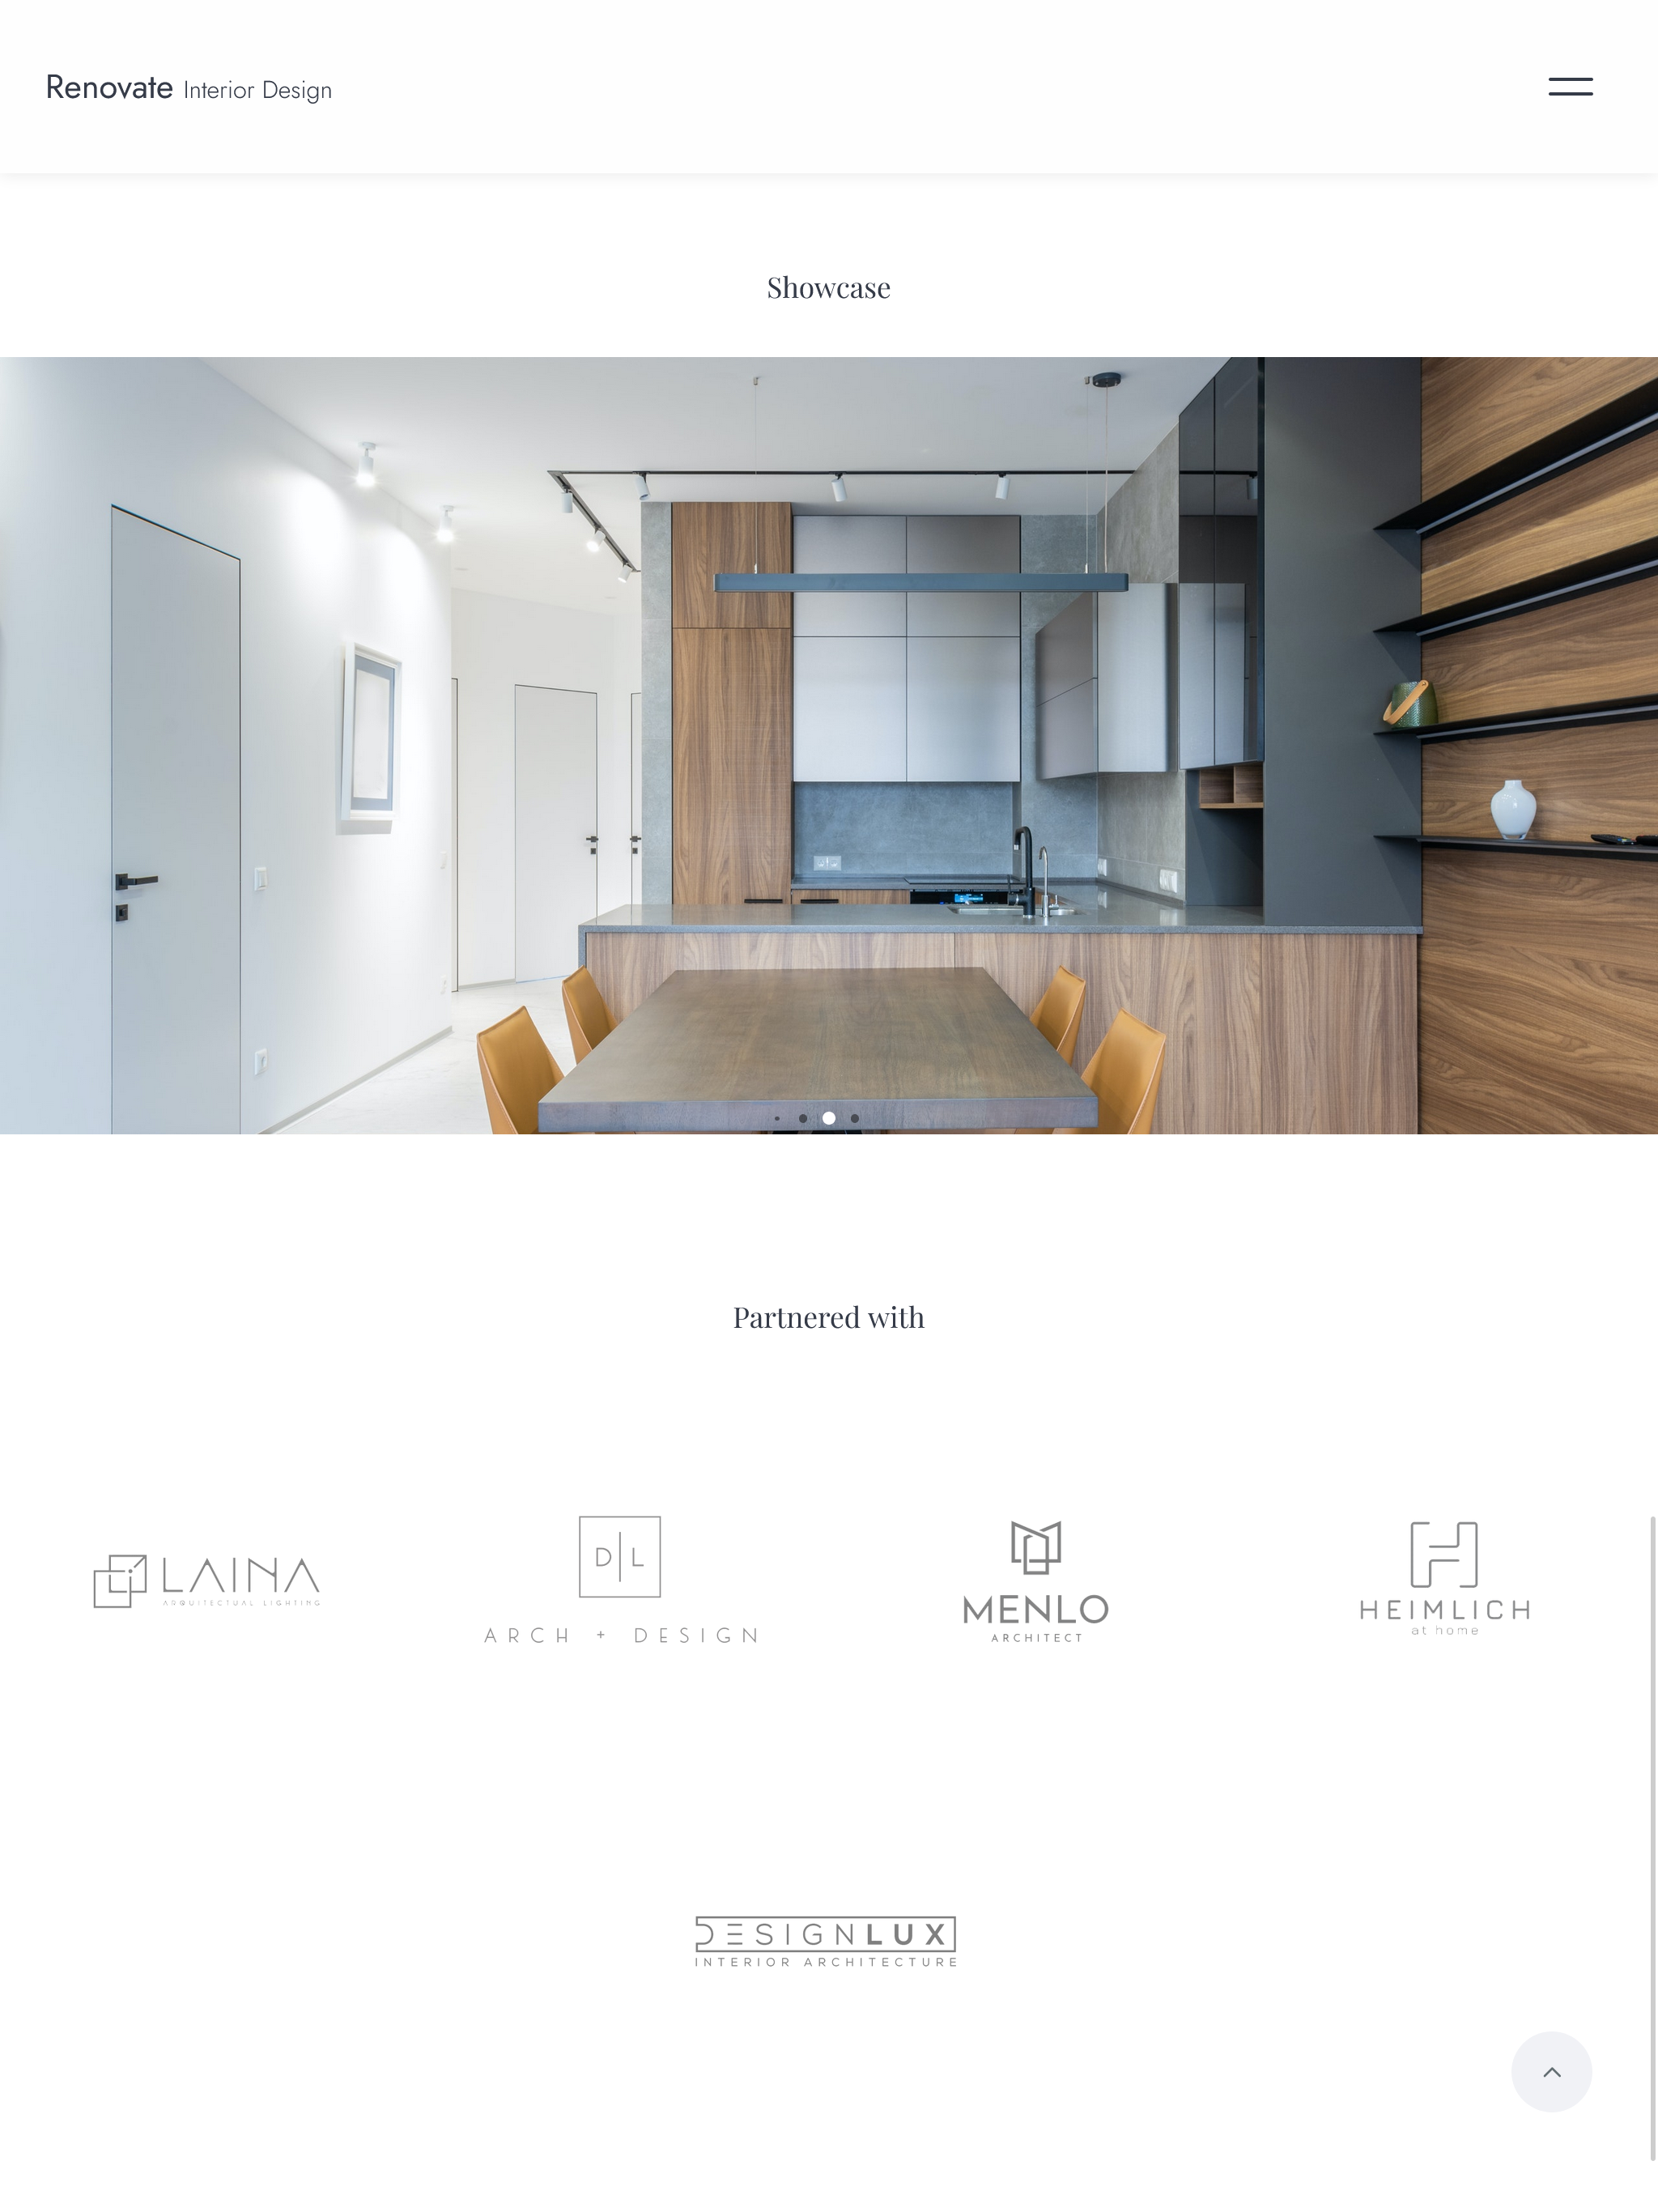 Renovate Interior Design
Showcase
Partnered with
LAINA
ARQUITECTUAL LIGHTING
D|L
ARCH + DESIGN
MENLO
ARCHITECT
HEIMLICH
at home
DESIGNLUX
INTERIOR ARCHITECTURE